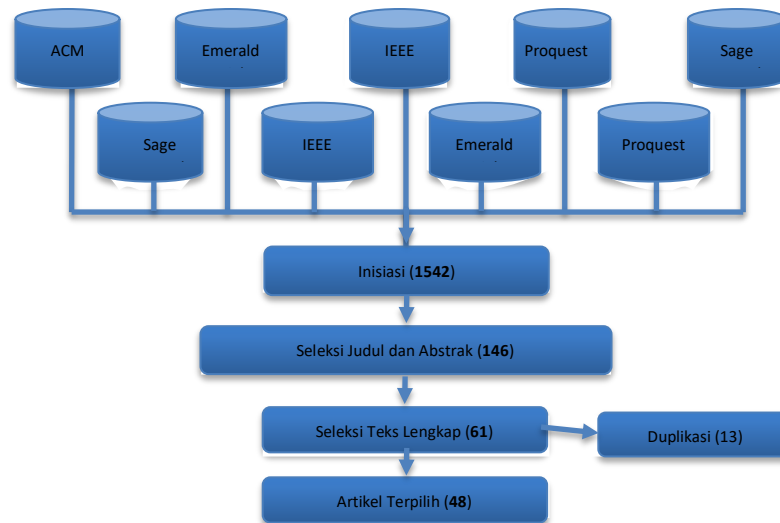 ACM
Emerald
IEEE
Proquest
Sage
Sage
IEEE
Emerald
Proquest
Inisiasi (1542)
Seleksi Judul dan Abstrak (146)
Seleksi Teks Lengkap (61)
Duplikasi (13)
Artikel Terpilih (48)